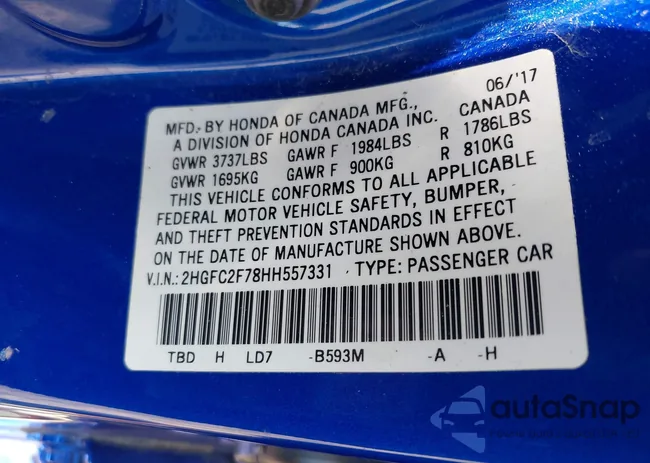 06/'17
MFD. BY HONDA OF CANADA MFG., CANADA
A DIVISION OF HONDA CANADA INC.
GVWR 3737LBS GAWR F 1984LBS R 1786LBS
GVWR 1695KG GAWR F 900KG R 810KG
THIS VEHICLE CONFORMS TO ALL APPLICABLE
FEDERAL MOTOR VEHICLE SAFETY, BUMPER,
AND THEFT PREVENTION STANDARDS IN EFFECT
ON THE DATE OF MANUFACTURE SHOWN ABOVE.
V.I.N.: 2HGFC2F78HH557331 TYPE: PASSENGER CAR
TBD H LD7 -B593M -A -H
autoSnap